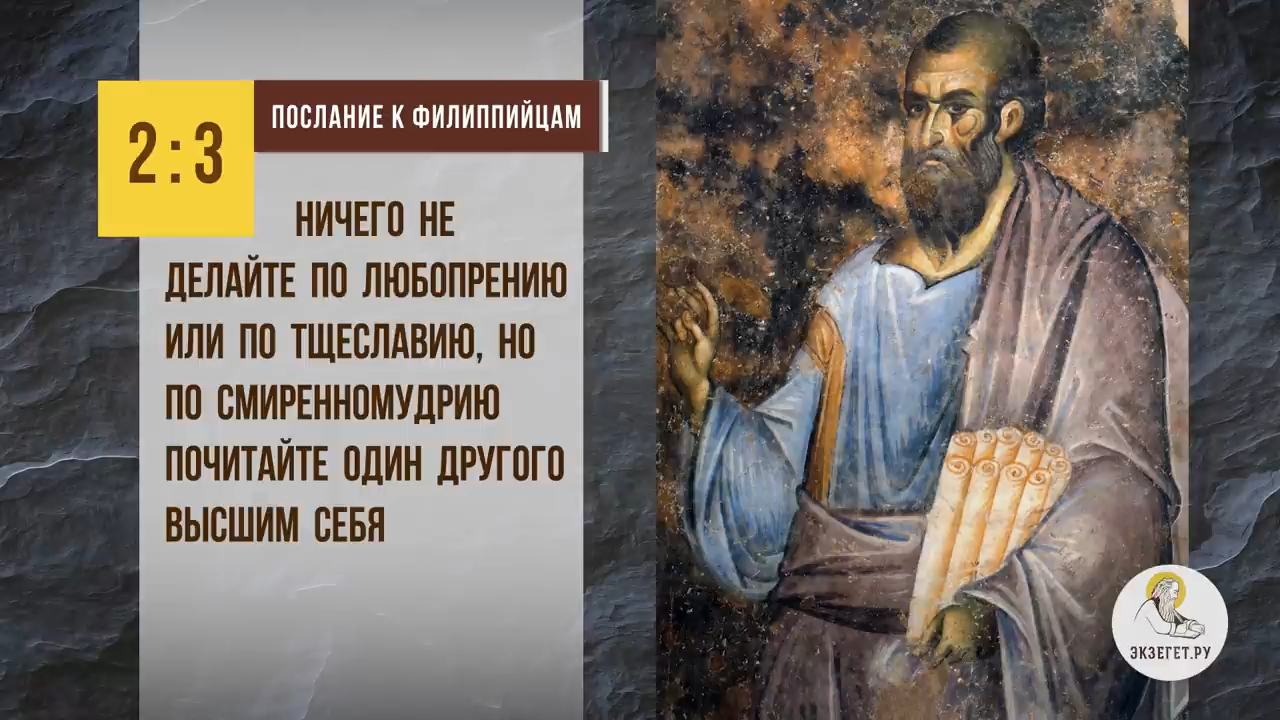 2:3
ПОСЛАНИЕ К ФИЛИППИЙЦАМ
НИЧЕГО НЕ
ДЕЛАЙТЕ ПО ЛЮБОПРЕНИЮ
ИЛИ ПО ТЩЕСЛАВИЮ, НО
ПО СМИРЕННОМУДРИЮ
ПОЧИТАЙТЕ ОДИН ДРУГОГО
ВЫСШИМ СЕБЯ
ЭКЗЕГЕТ.РУ